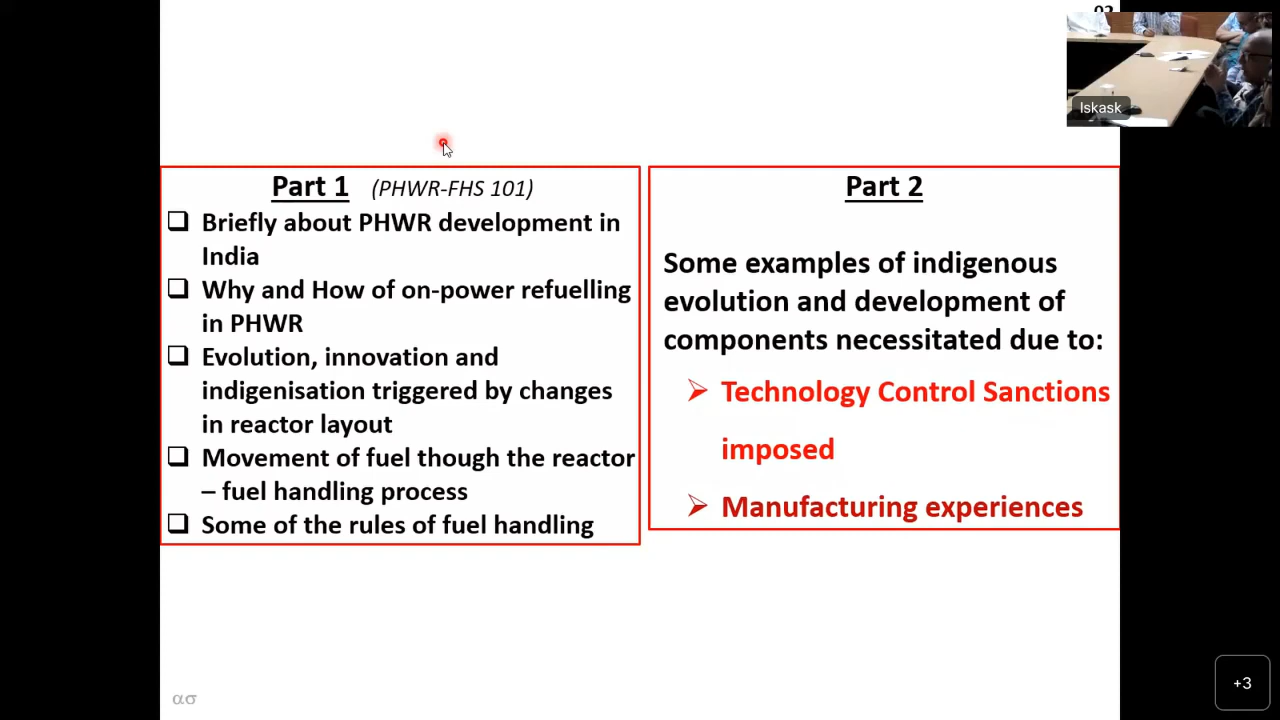 Iskask
Part 1 (PHWR-FHS 101)
❑ Briefly about PHWR development in
India
❑ Why and How of on-power refuelling
in PHWR
❑ Evolution, innovation and
indigenisation triggered by changes
in reactor layout
❑ Movement of fuel though the reactor
– fuel handling process
❑ Some of the rules of fuel handling
Part 2
Some examples of indigenous
evolution and development of
components necessitated due to:
➢ Technology Control Sanctions
imposed
➢ Manufacturing experiences
ασ
+3